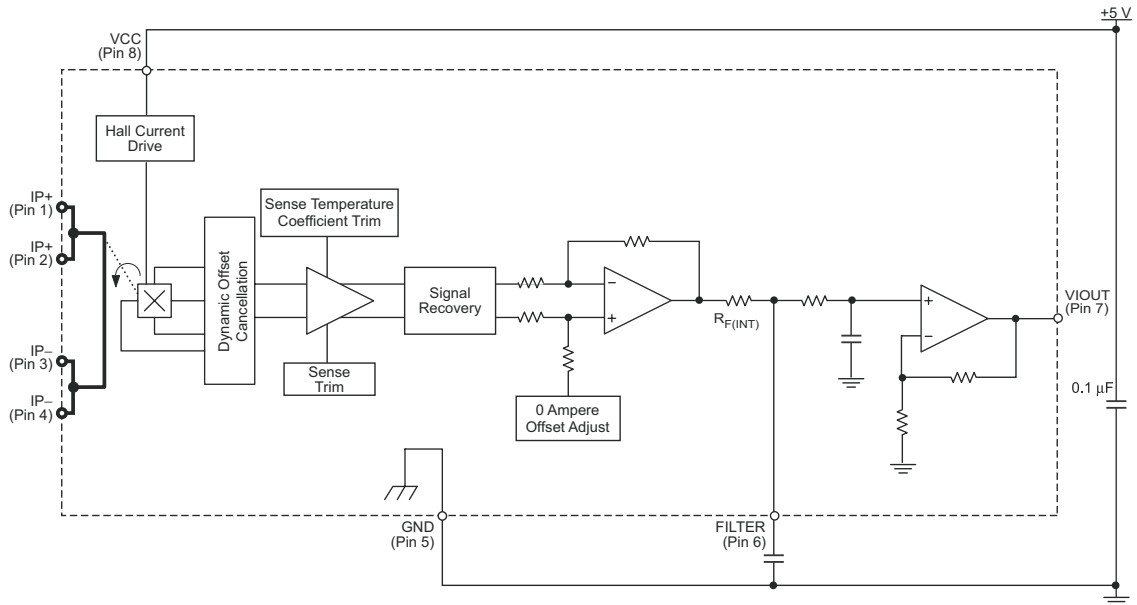 +5 V
VCC
(Pin 8)
Hall Current
Drive
IP+
(Pin 1)
IP+
(Pin 2)
IP–
(Pin 3)
IP–
(Pin 4)
Dynamic Offset
Cancellation
Sense Temperature
Coefficient Trim
Sense
Trim
Signal
Recovery
0 Ampere
Offset Adjust
−
+
RF(INT)
+
−
VIOUT
(Pin 7)
0.1 µF
GND
(Pin 5)
FILTER
(Pin 6)